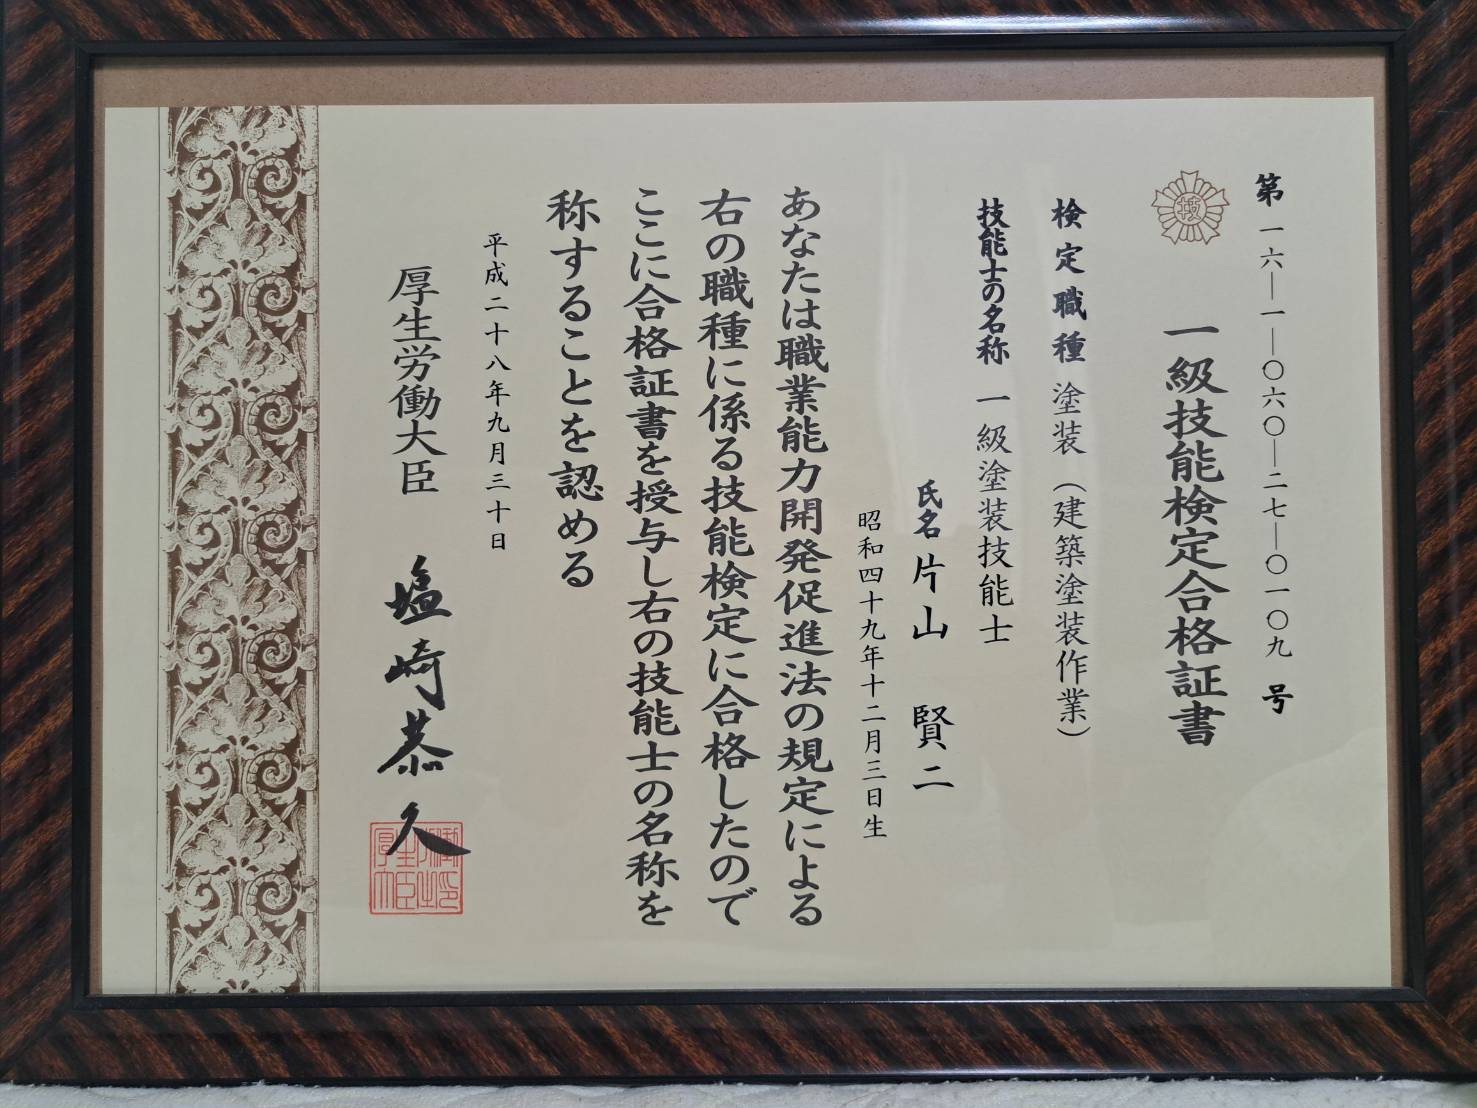 第一六―一―〇六〇―二七―〇一〇九号
技
一級技能検定合格証書
検定職種 塗装(建築塗装作業)
技能士の名称 一級塗装技能士
氏名 片山 賢二
昭和四十九年十二月三日生
あなたは職業能力開発促進法の規定による
右の職種に係る技能検定に合格したので
ここに合格証書を授与し右の技能士の名称を
称することを認める
平成二十八年九月三十日
厚生労働大臣 塩崎恭久